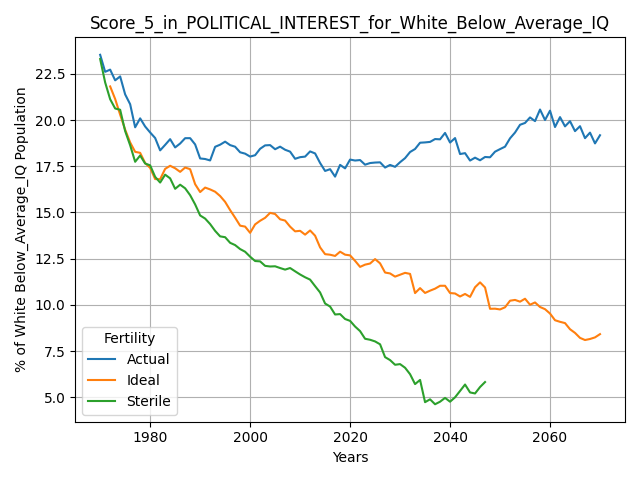 Score_5_in_POLITICAL_INTEREST_for_White_Below_Average_IQ
% of White Below_Average_IQ Population
22.5
20.0
17.5
15.0
12.5
10.0
7.5
5.0
Fertility
Actual
Ideal
Sterile
1980
2000
2020
2040
2060
Years